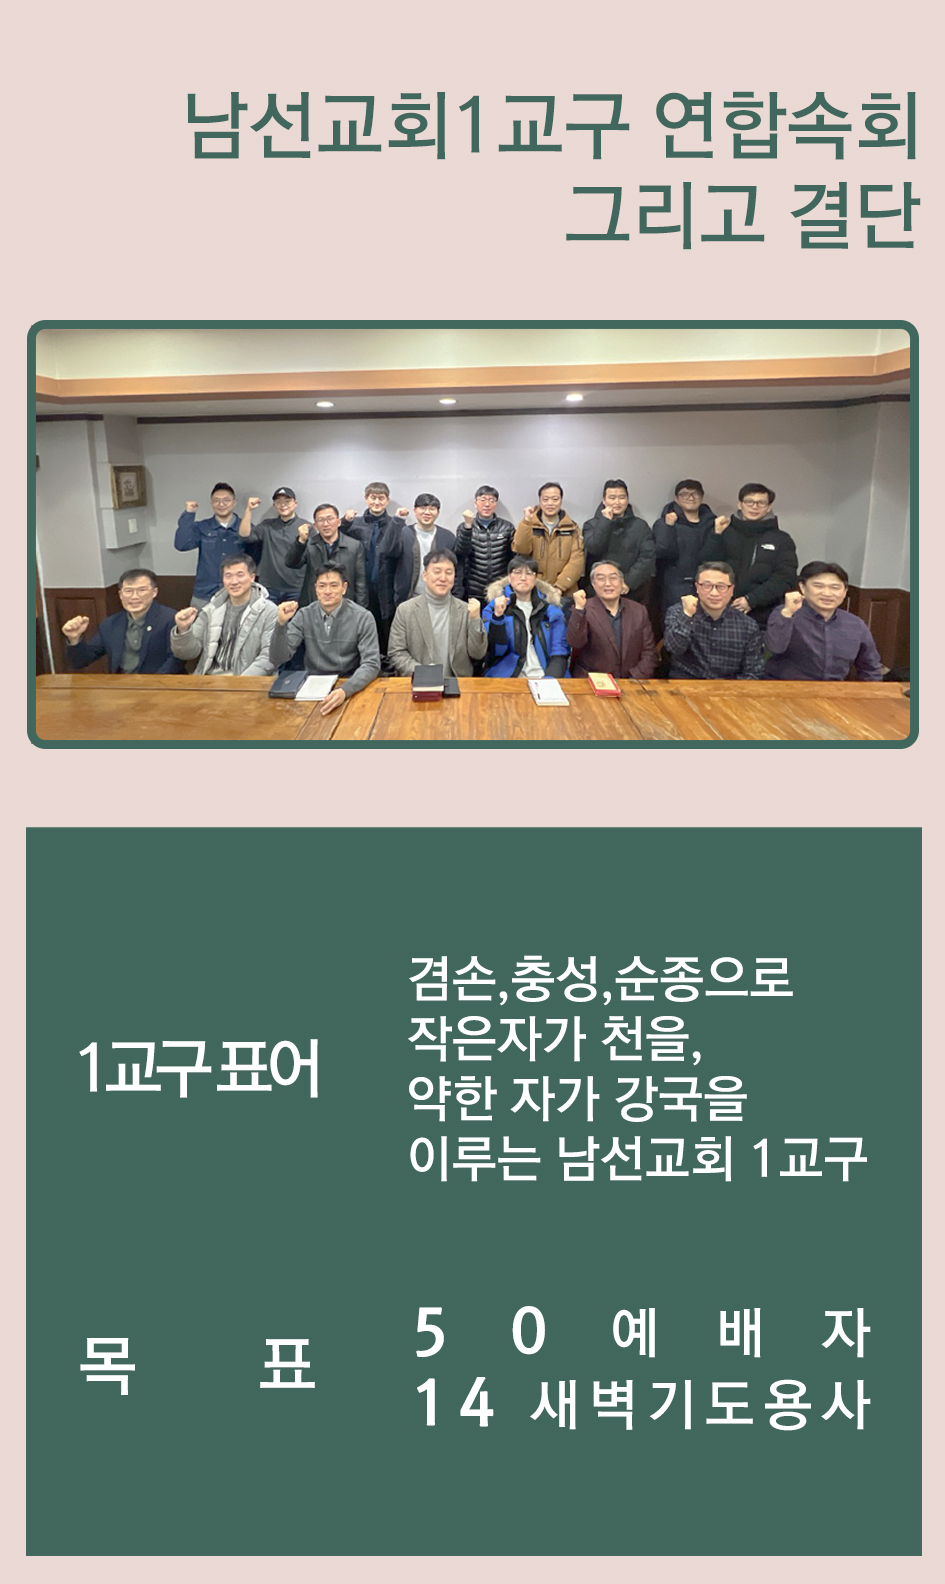 남선교회1교구 연합속회
그리고 결단
1교구 표어
겸손,충성,순종으로
작은자가 천을,
약한 자가 강국을
이루는 남선교회 1교구
목 표
50예배자
14 새벽기도용사